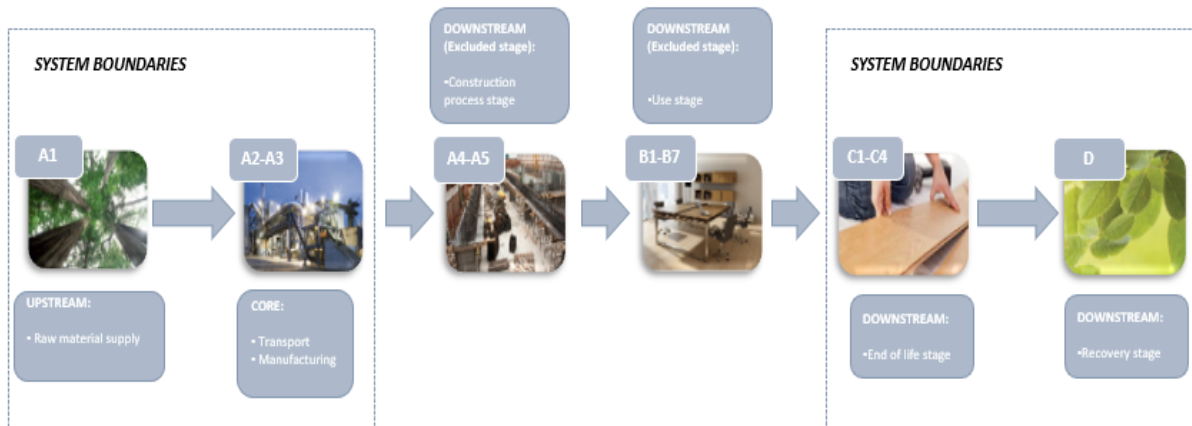 SYSTEM BOUNDARIES
A1
UPSTREAM:
• Raw material supply
A2-A3
CORE:
• Transport
• Manufacturing
DOWNSTREAM
(Excluded stage):
•Construction
process stage
A4-A5
DOWNSTREAM
(Excluded stage):
•Use stage
B1-B7
SYSTEM BOUNDARIES
C1-C4
DOWNSTREAM:
•End of life stage
D
DOWNSTREAM:
•Recovery stage